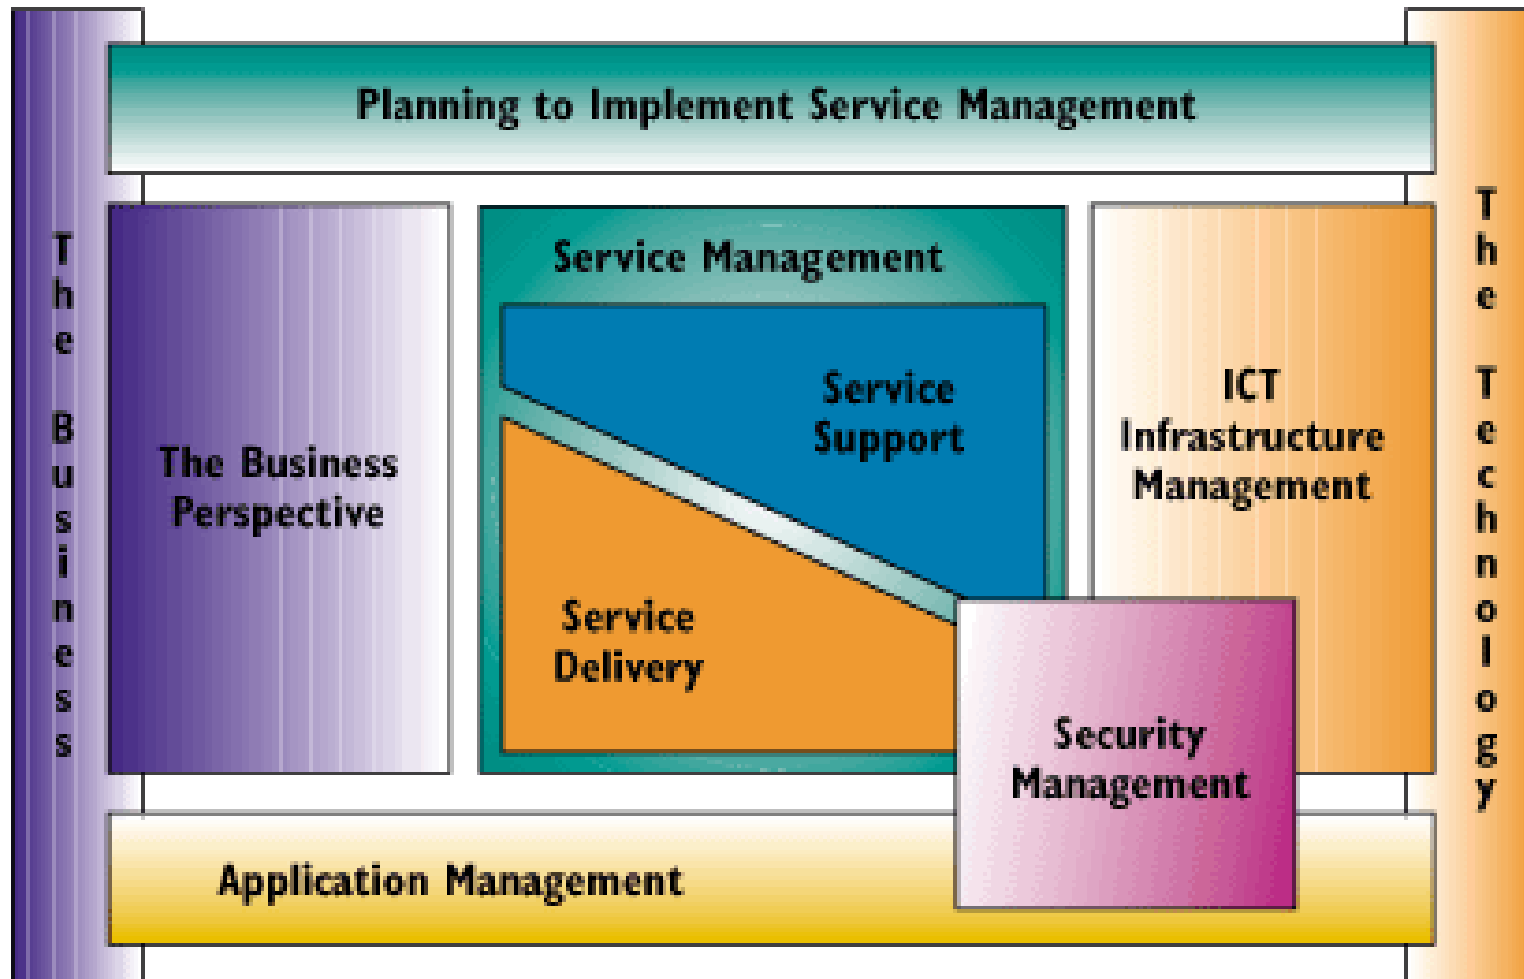 Planning to Implement Service Management
The Business
The Business
Perspective
Service Management
Service
Support
Service
Delivery
ICT
Infrastructure
Management
Security
Management
The Technology
Application Management